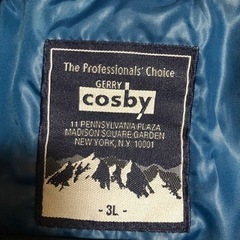 The Professionals' Choice
GERRY
cosby
11 PENNSYLVANIA PLAZA
MADISON SQUARE GARDEN
NEW YORK, N.Y. 10001
- 3L -